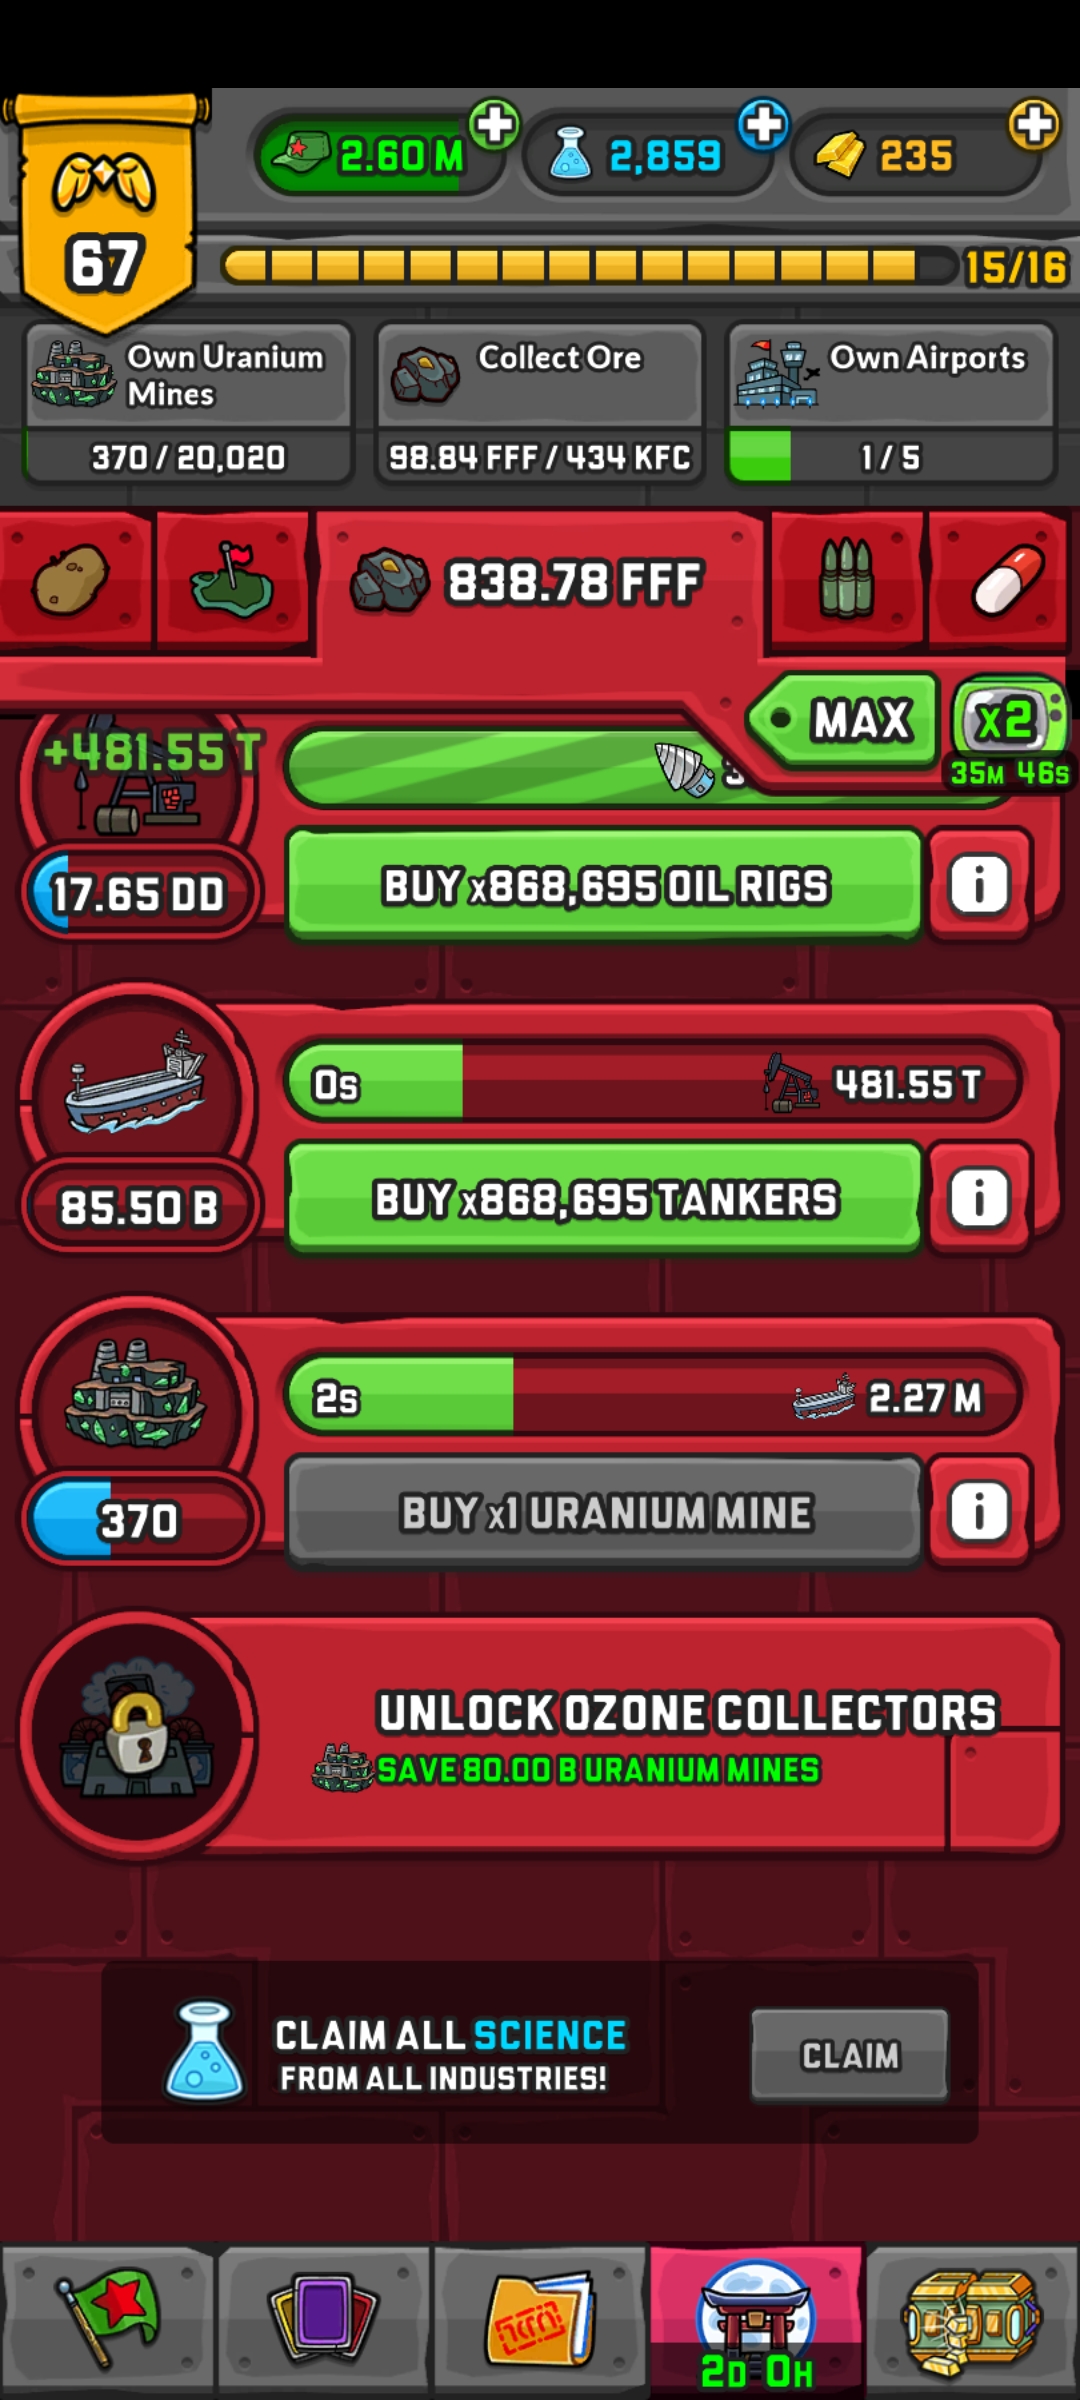 2.60 M
2,859
235
67
15/16
Own Uranium
Mines
370 / 20,020
Collect Ore
98.84 FFF / 434 KFC
Own Airports
1 / 5
838.78 FFF
MAX
x2
35M 46S
+481.55 T
17.65 DD
BUY x868,695 OIL RIGS
i
0s
481.55 T
85.50 B
BUY x868,695 TANKERS
i
2s
2.27 M
370
BUY x1 URANIUM MINE
i
UNLOCK OZONE COLLECTORS
SAVE 80.00 B URANIUM MINES
CLAIM ALL SCIENCE
FROM ALL INDUSTRIES!
CLAIM
2D 0H